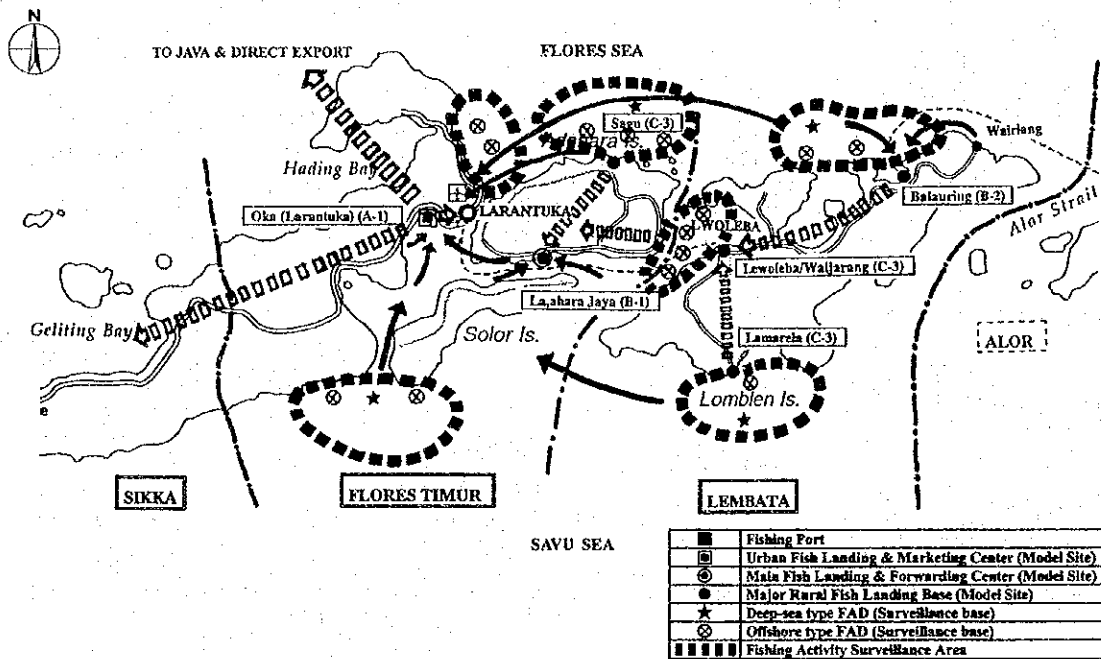 N
TO JAVA & DIRECT EXPORT
FLORES SEA
Sagu (C-3)
Wairlang
Hading Bay
Balauring (B-2)
Oka (Larantuka) (A-1)
LARANTUKA
Alor Strait
Lewoleba/Waijarang (C-3)
La,ahara Jaya (B-1)
Geliting Bay
Solor Is.
Lamarela (C-3)
ALOR
Lomblen Is.
e
SIKKA
FLORES TIMUR
LEMBATA
SAVU SEA
Fishing Port
Urban Fish Landing & Marketing Center (Model Site)
Main Fish Landing & Forwarding Center (Model Site)
Major Rural Fish Landing Base (Model Site)
Deep-sea type FAD (Surveillance base)
Offshore type FAD (Surveillance base)
Fishing Activity Surveillance Area